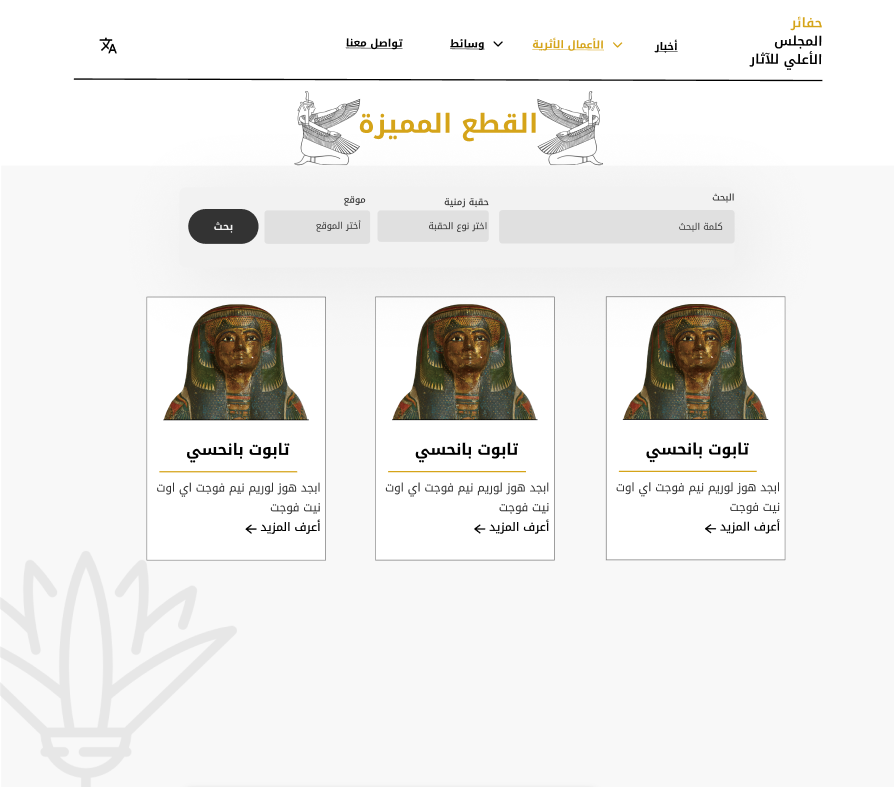 حفائر
المجلس
الأعلي للآثار
أخبار
الأعمال الأثرية
وسائط
تواصل معنا
القطع المميزة
البحث
كلمة البحث
حقبة زمنية
اختر نوع الحقبة
موقع
أختر الموقع
بحث
تابوت بانحسي
ابجد هوز لوريم نيم فوجت اي اوت
نيت فوجت
أعرف المزيد
تابوت بانحسي
ابجد هوز لوريم نيم فوجت اي اوت
نيت فوجت
أعرف المزيد
تابوت بانحسي
ابجد هوز لوريم نيم فوجت اي اوت
نيت فوجت
أعرف المزيد